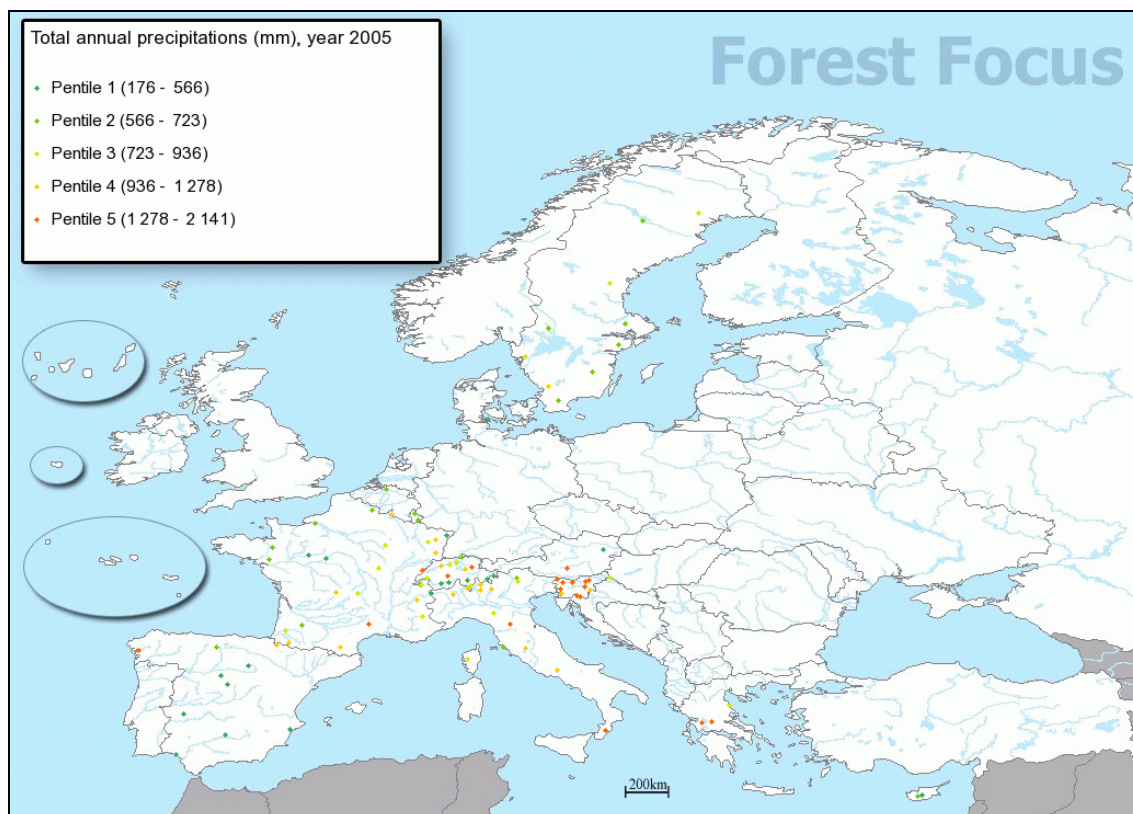 Total annual precipitations (mm), year 2005
Forest Focus
Pentile 1 (176 - 566)
Pentile 2 (566 - 723)
Pentile 3 (723 - 936)
Pentile 4 (936 - 1 278)
Pentile 5 (1 278 - 2 141)
200km